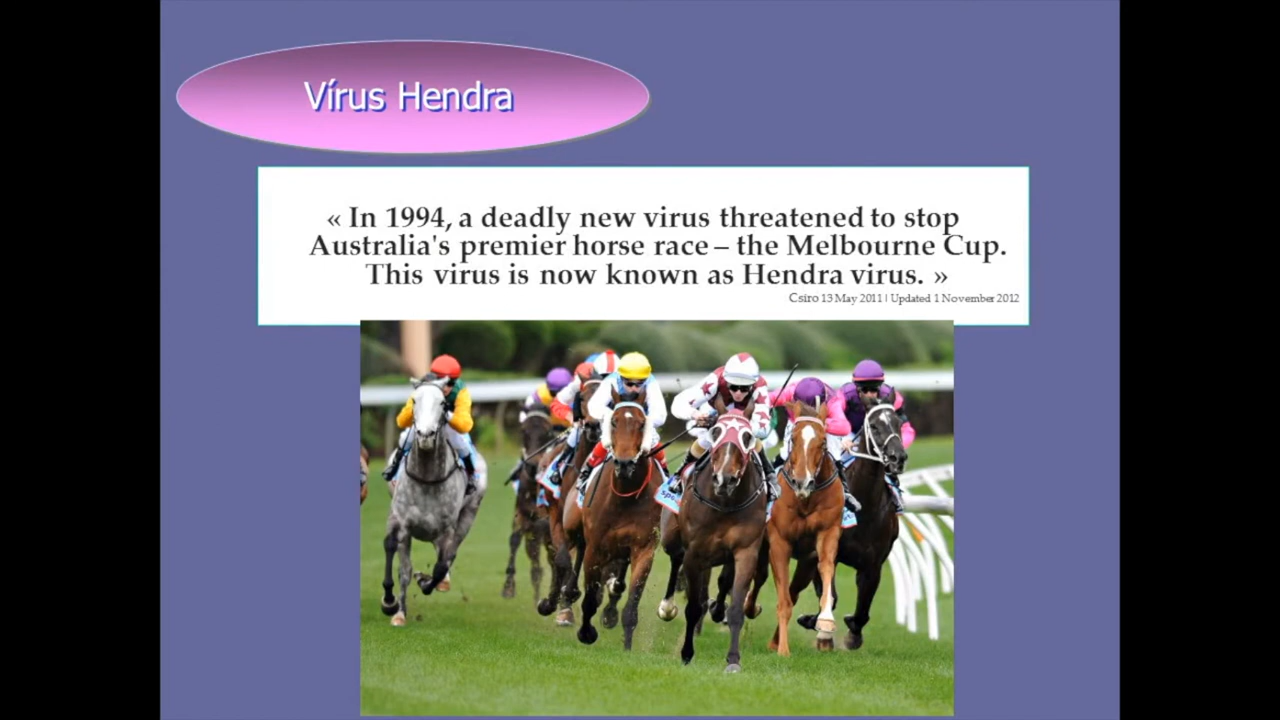 Vírus Hendra
« In 1994, a deadly new virus threatened to stop
Australia's premier horse race – the Melbourne Cup.
This virus is now known as Hendra virus. »
Csiro 13 May 2011 | Updated 1 November 2012